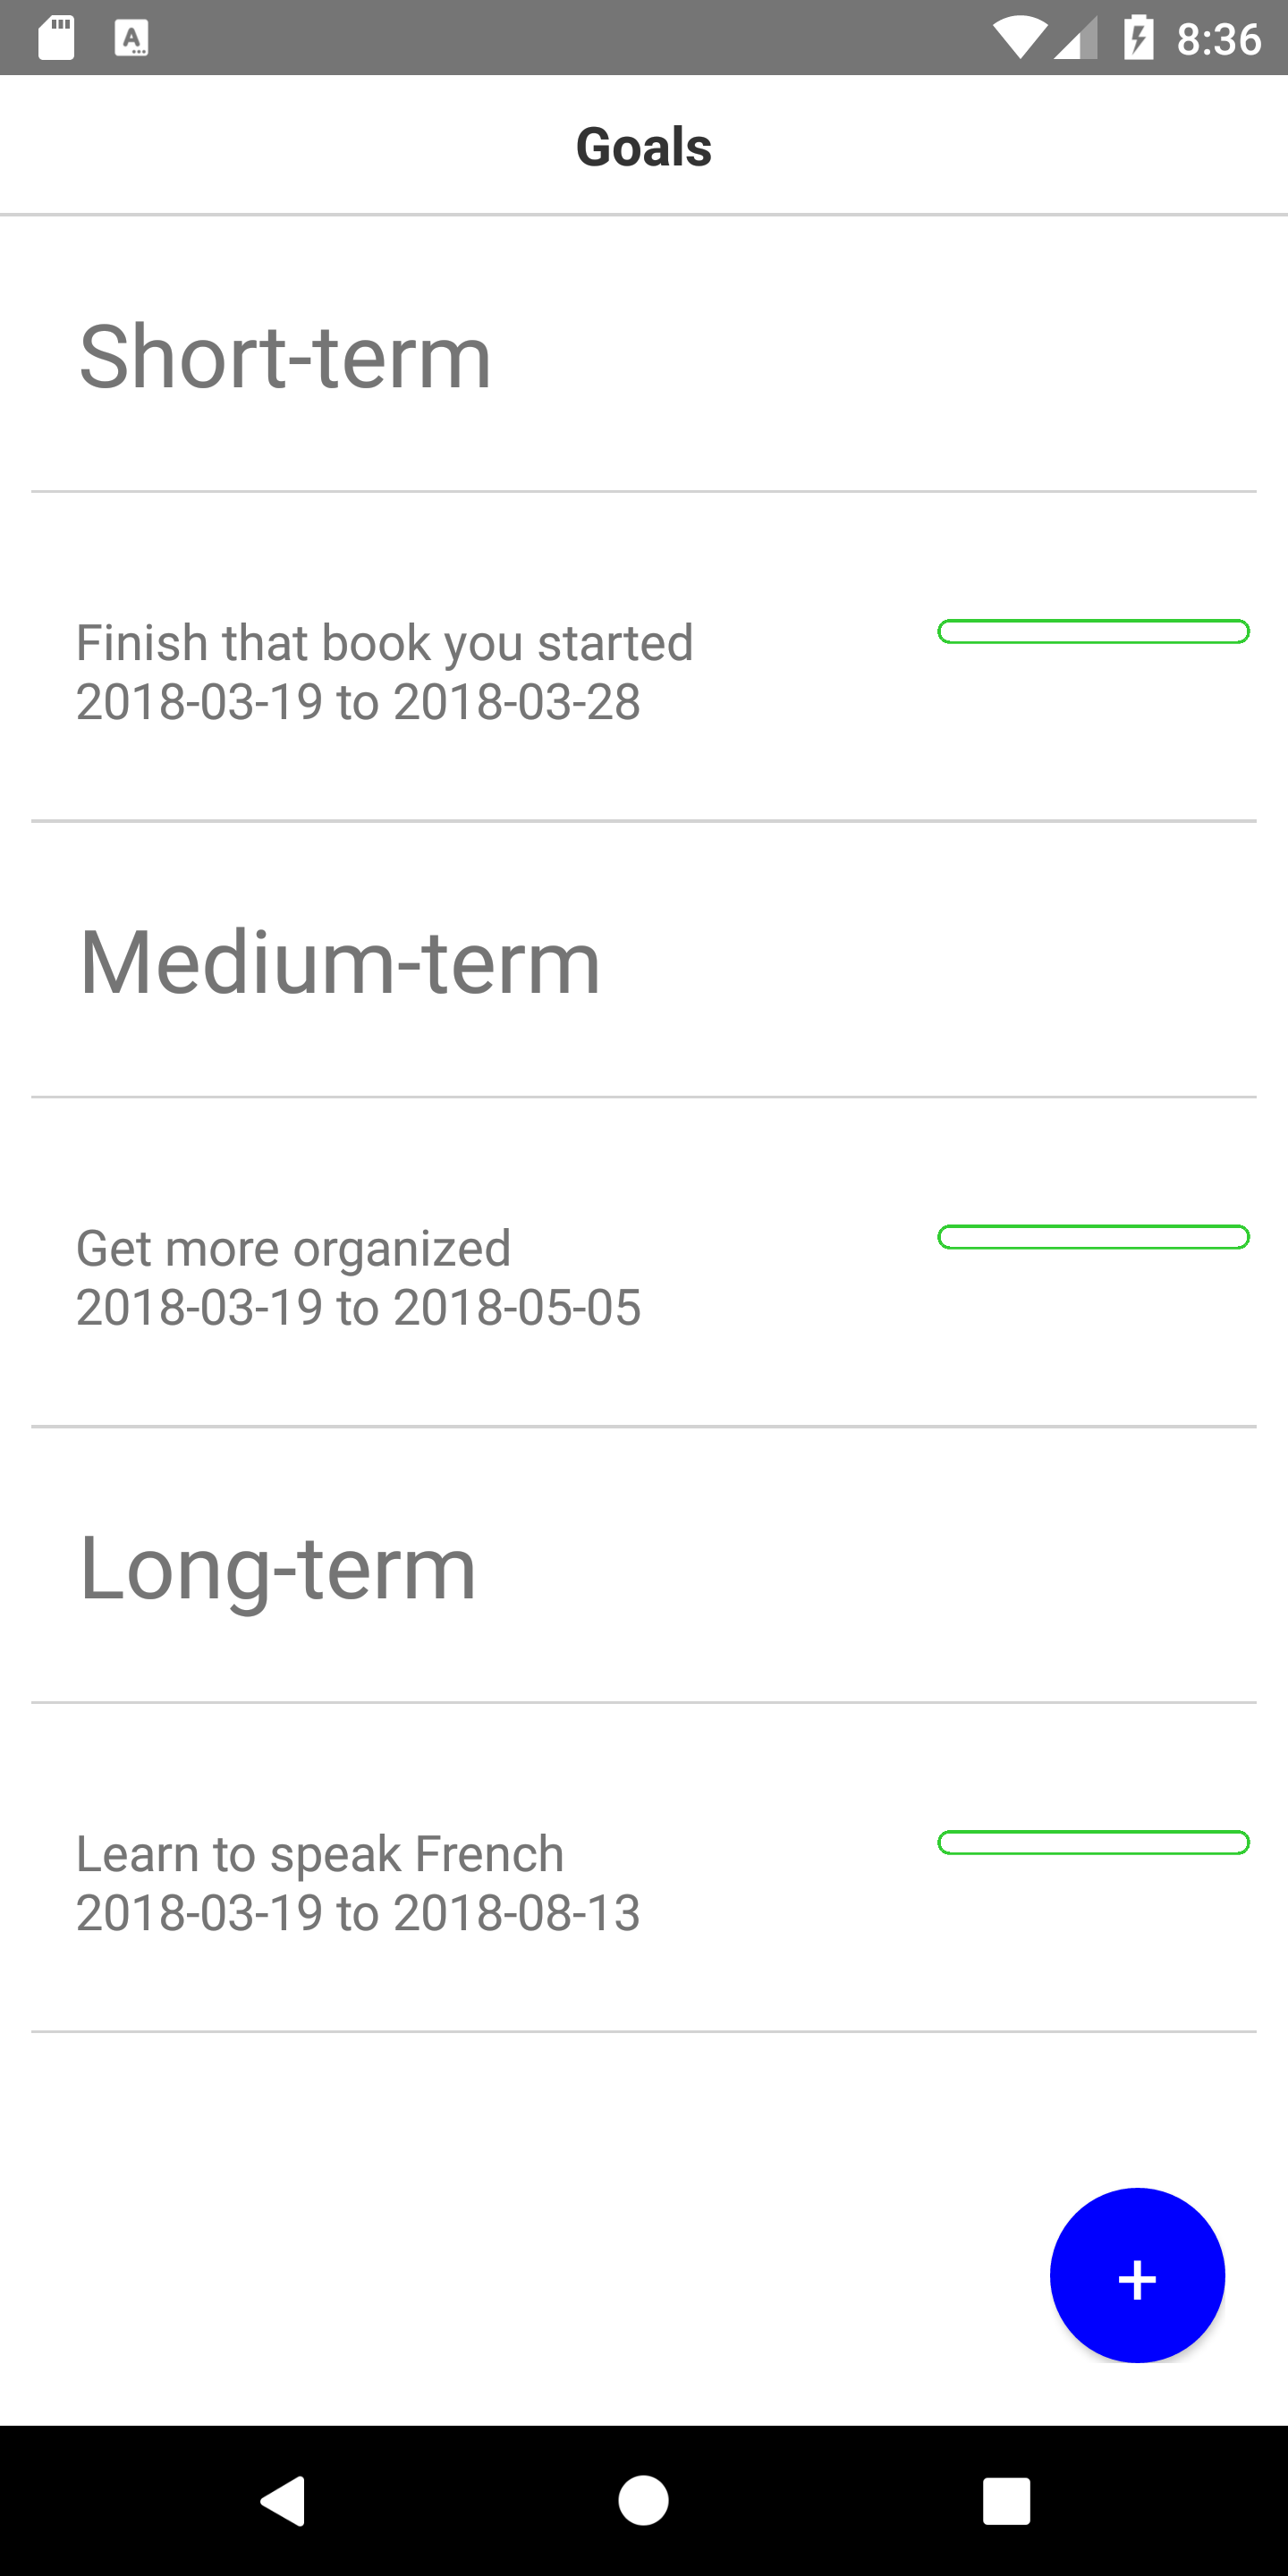 8:36
Goals
Short-term
Finish that book you started
2018-03-19 to 2018-03-28
Medium-term
Get more organized
2018-03-19 to 2018-05-05
Long-term
Learn to speak French
2018-03-19 to 2018-08-13
+